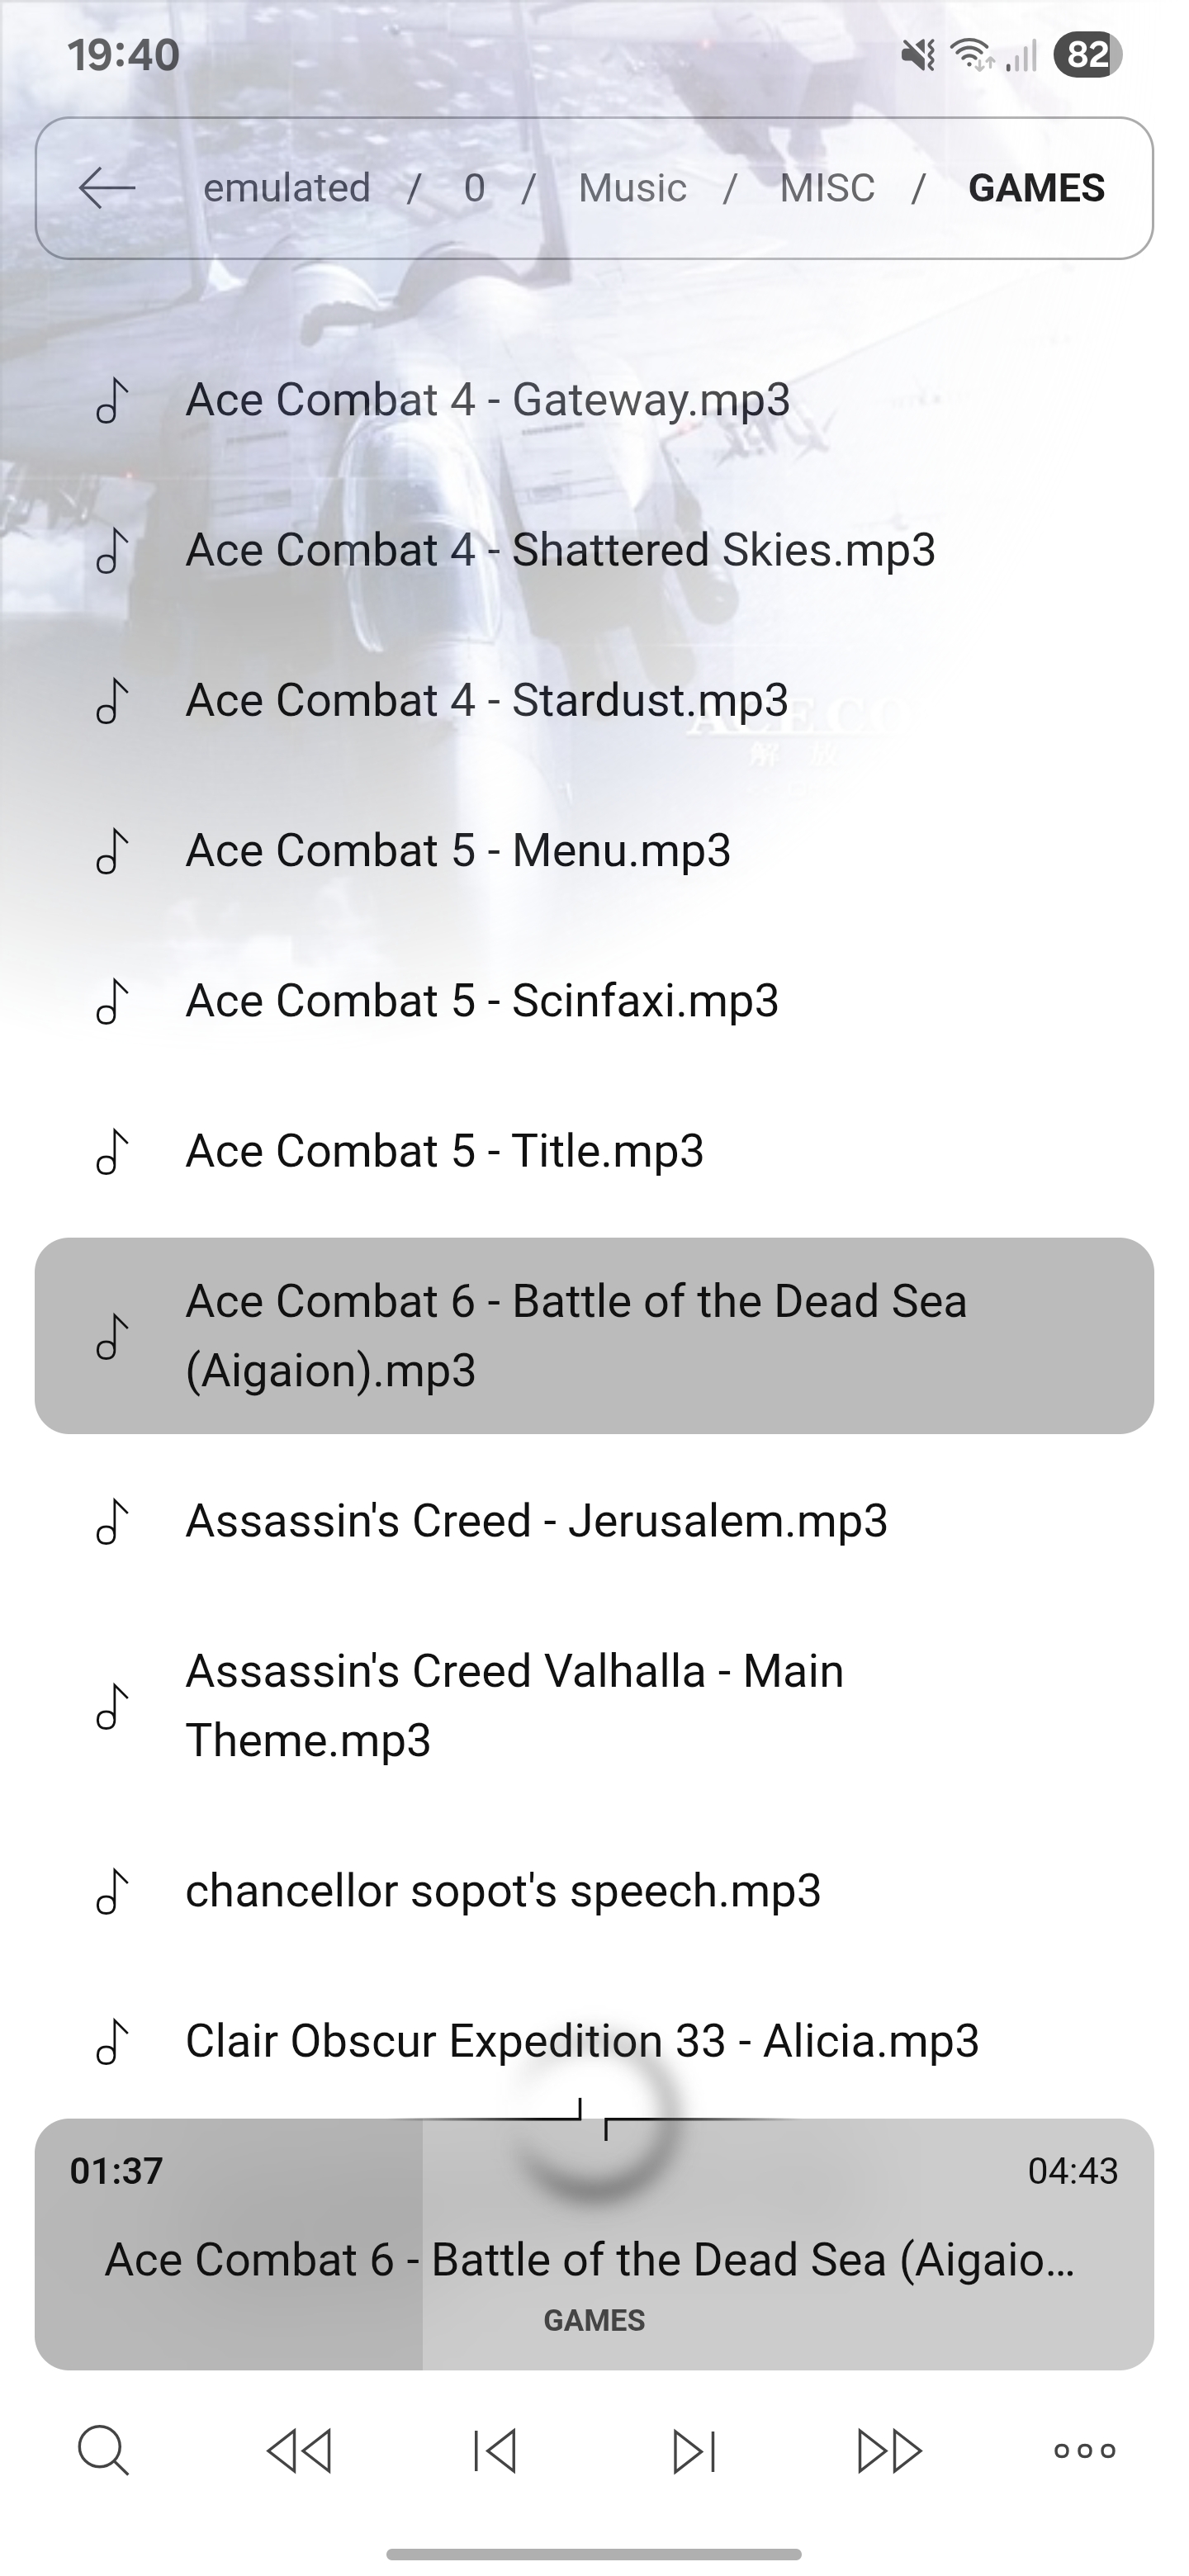 19:40
82
emulated / 0 / Music / MISC / GAMES
Ace Combat 4 - Gateway.mp3
Ace Combat 4 - Shattered Skies.mp3
Ace Combat 4 - Stardust.mp3
ACE CO
解放
Ace Combat 5 - Menu.mp3
Ace Combat 5 - Scinfaxi.mp3
Ace Combat 5 - Title.mp3
Ace Combat 6 - Battle of the Dead Sea
(Aigaion).mp3
Assassin's Creed - Jerusalem.mp3
Assassin's Creed Valhalla - Main
Theme.mp3
chancellor sopot's speech.mp3
Clair Obscur Expedition 33 - Alicia.mp3
01:37
04:43
Ace Combat 6 - Battle of the Dead Sea (Aigaio...
GAMES